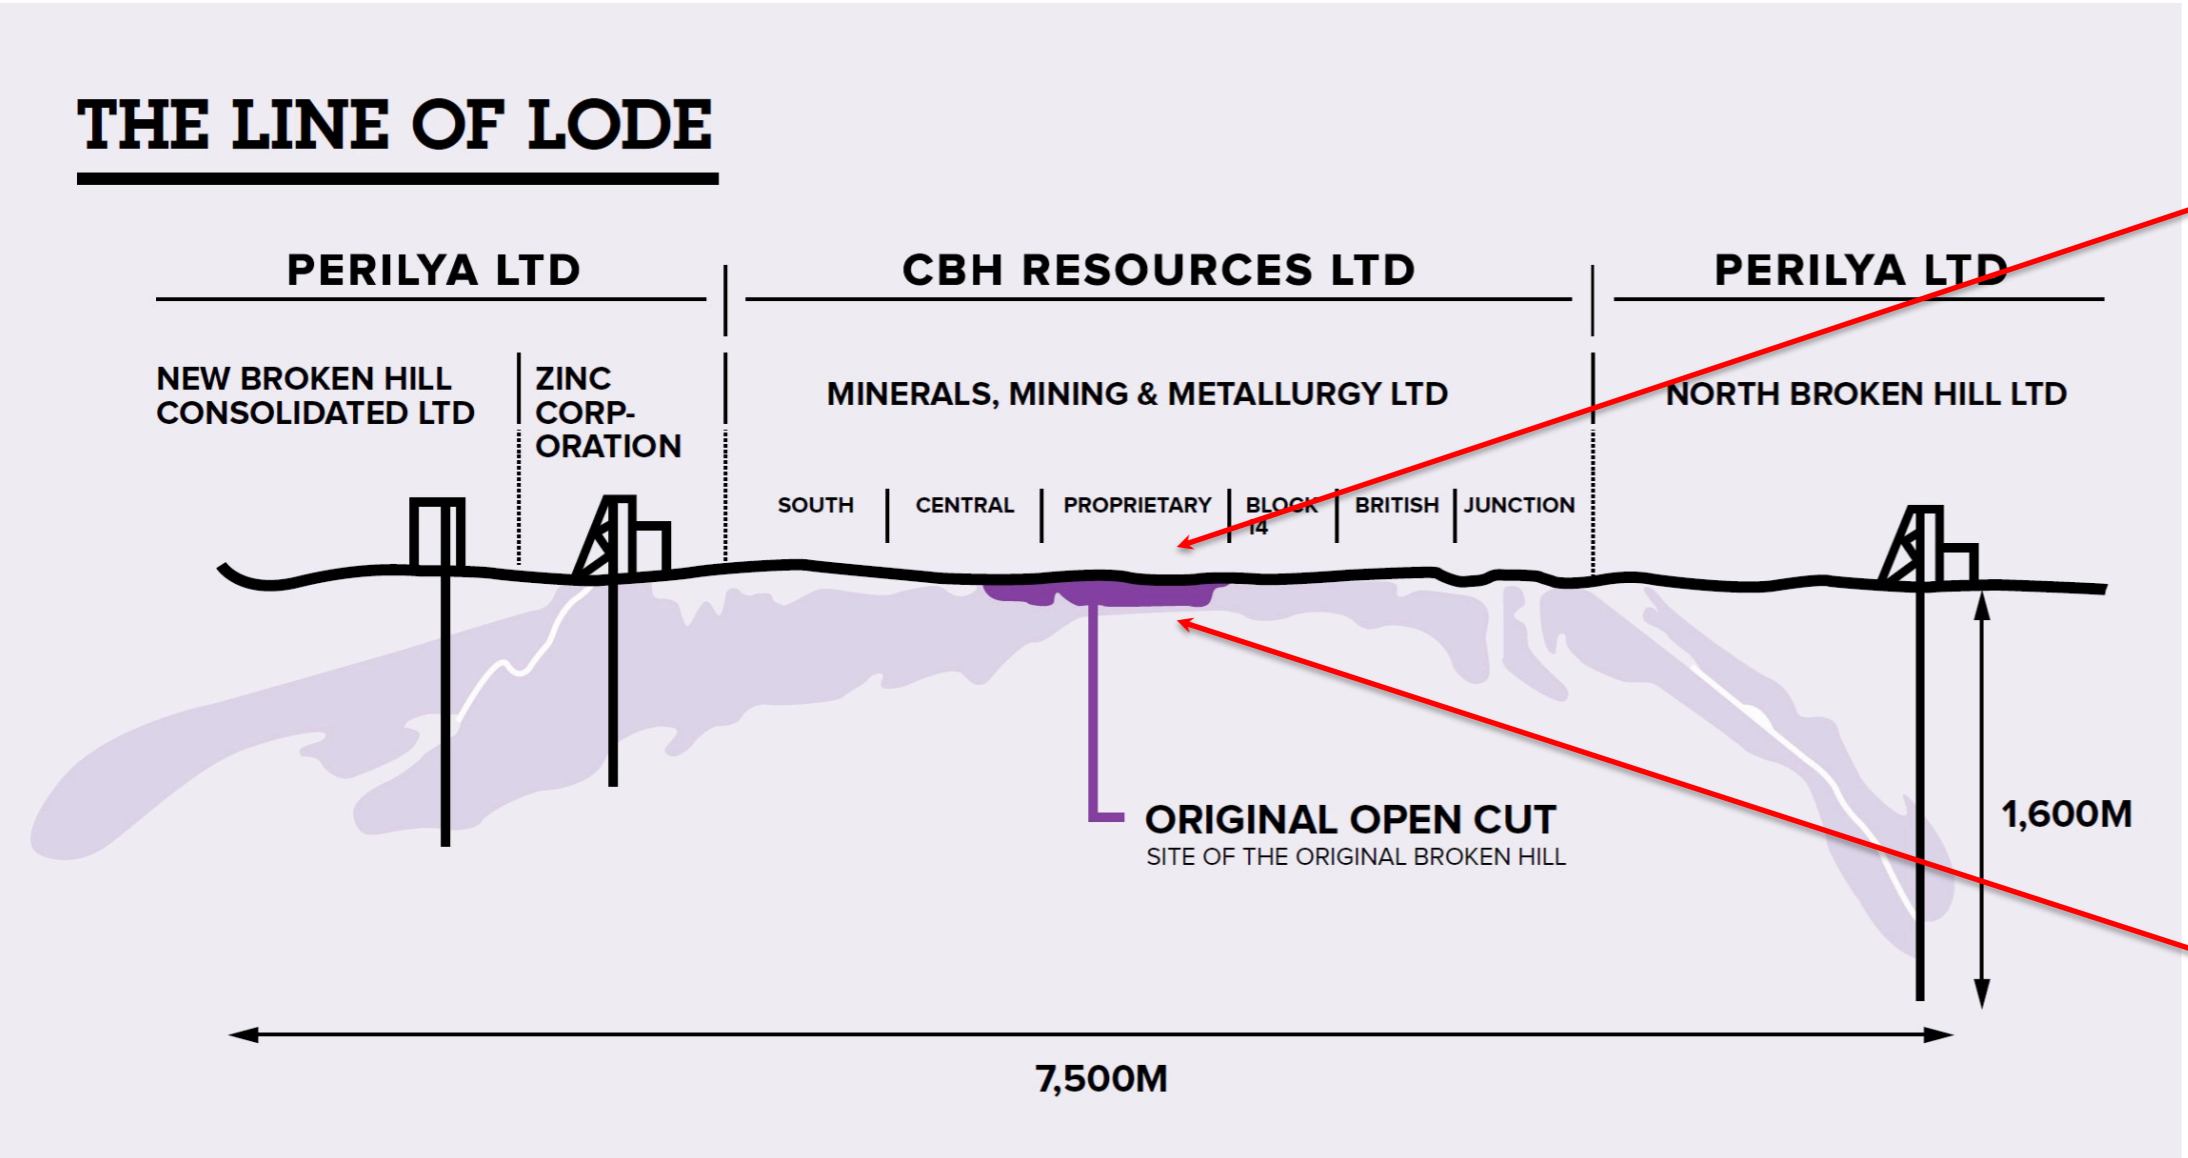 THE LINE OF LODE
PERILYA LTD
CBH RESOURCES LTD
PERILYA LTD
NEW BROKEN HILL
CONSOLIDATED LTD
ZINC
CORP-
ORATION
MINERALS, MINING & METALLURGY LTD
NORTH BROKEN HILL LTD
SOUTH
CENTRAL
PROPRIETARY
BLOCK
14
BRITISH
JUNCTION
ORIGINAL OPEN CUT
SITE OF THE ORIGINAL BROKEN HILL
1,600M
7,500M